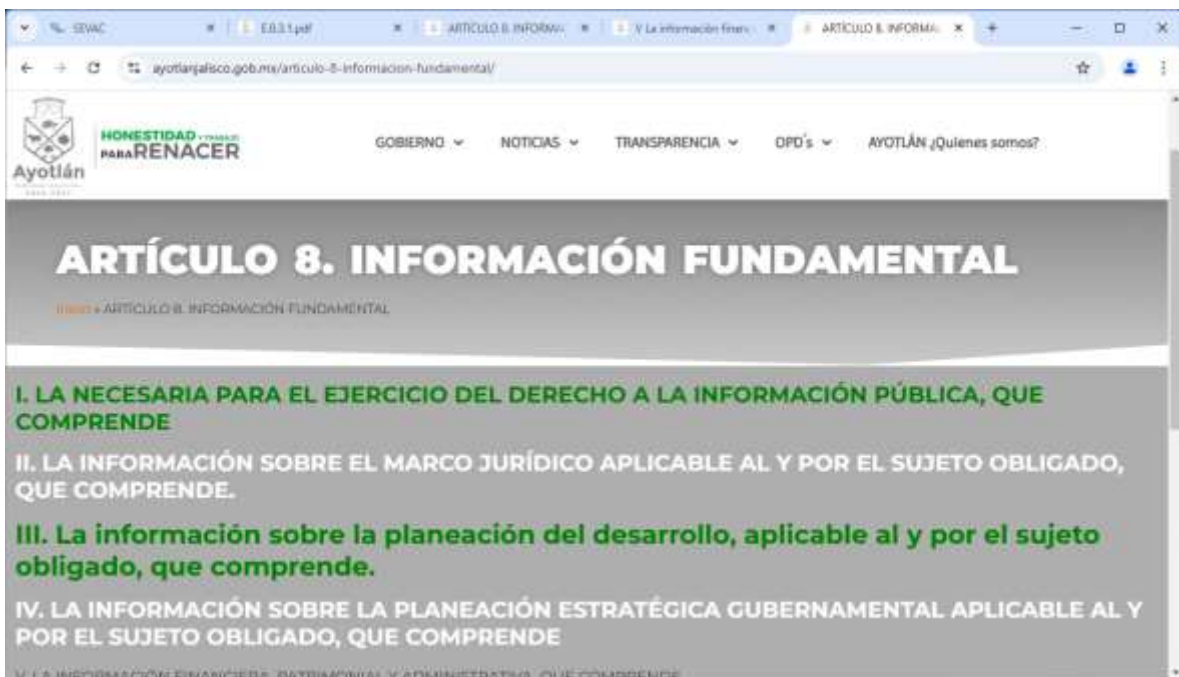 SEVAC
E.0.3.1.pdf
ARTÍCULO 8. INFORMA
V La información finan
ARTÍCULO 8. INFORMA
ayotlanjalisco.gob.mx/articulo-8-informacion-fundamental/
HONESTIDAD Y TRABAJO
PARA RENACER
Ayotlán
GOBIERNO
NOTICIAS
TRANSPARENCIA
OPD's
AYOTLÁN ¿Quienes somos?
ARTÍCULO 8. INFORMACIÓN FUNDAMENTAL
Inicio » ARTÍCULO 8. INFORMACIÓN FUNDAMENTAL
I. LA NECESARIA PARA EL EJERCICIO DEL DERECHO A LA INFORMACIÓN PÚBLICA, QUE
COMPRENDE
II. LA INFORMACIÓN SOBRE EL MARCO JURÍDICO APLICABLE AL Y POR EL SUJETO OBLIGADO,
QUE COMPRENDE.
III. La información sobre la planeación del desarrollo, aplicable al y por el sujeto
obligado, que comprende.
IV. LA INFORMACIÓN SOBRE LA PLANEACIÓN ESTRATÉGICA GUBERNAMENTAL APLICABLE AL Y
POR EL SUJETO OBLIGADO, QUE COMPRENDE
V. LA INFORMACIÓN FINANCIERA, PATRIMONIAL Y ADMINISTRATIVA, QUE COMPRENDE